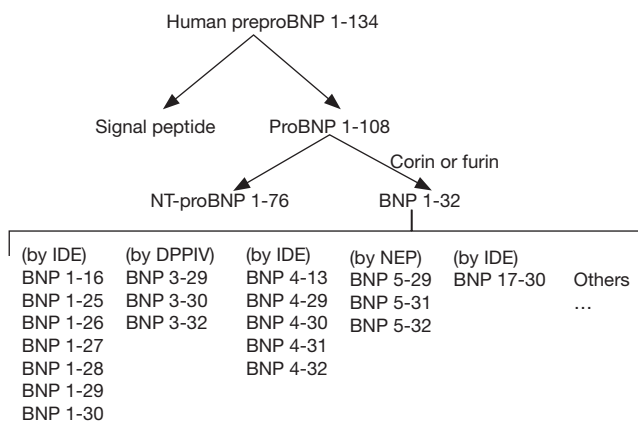 Human preproBNP 1-134
Signal peptide
ProBNP 1-108
Corin or furin
NT-proBNP 1-76
BNP 1-32
(by IDE)
BNP 1-16
BNP 1-25
BNP 1-26
BNP 1-27
BNP 1-28
BNP 1-29
BNP 1-30
(by DPPIV)
BNP 3-29
BNP 3-30
BNP 3-32
(by IDE)
BNP 4-13
BNP 4-29
BNP 4-30
BNP 4-31
BNP 4-32
(by NEP)
BNP 5-29
BNP 5-31
BNP 5-32
(by IDE)
BNP 17-30
Others
…